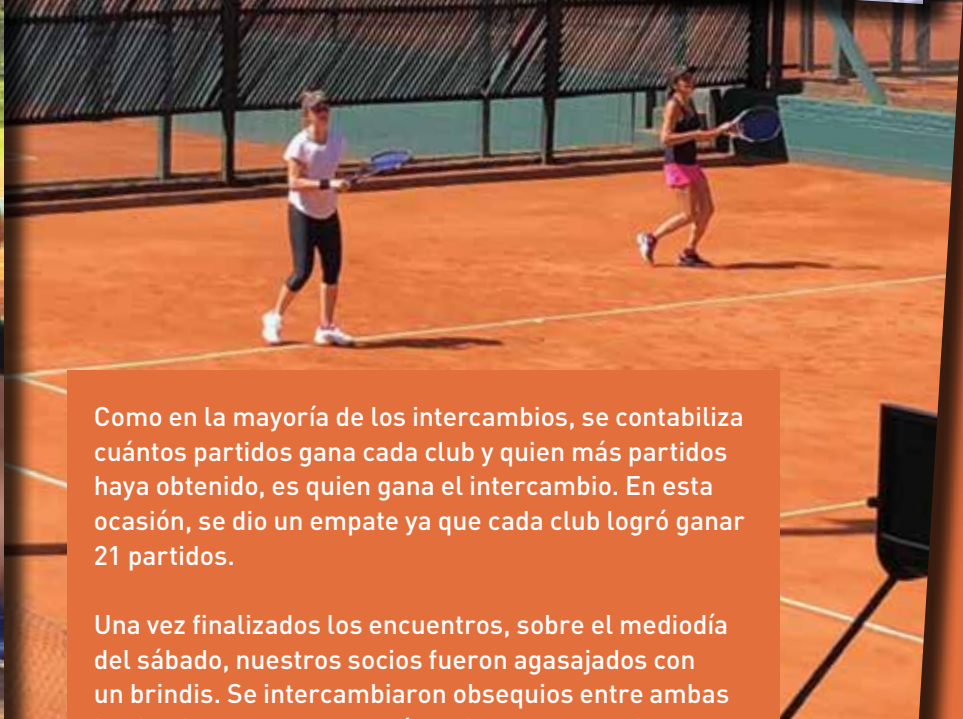 Como en la mayoría de los intercambios, se contabiliza
cuántos partidos gana cada club y quien más partidos
haya obtenido, es quien gana el intercambio. En esta
ocasión, se dio un empate ya que cada club logró ganar
21 partidos.
Una vez finalizados los encuentros, sobre el mediodía
del sábado, nuestros socios fueron agasajados con
un brindis. Se intercambiaron obsequios entre ambas